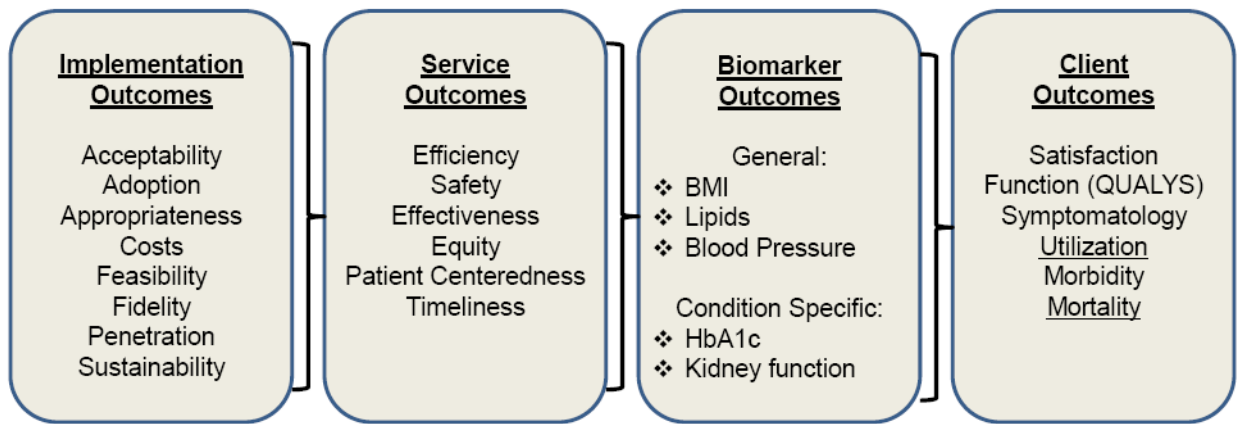 Implementation
Outcomes
Acceptability
Adoption
Appropriateness
Costs
Feasibility
Fidelity
Penetration
Sustainability
Service
Outcomes
Efficiency
Safety
Effectiveness
Equity
Patient Centeredness
Timeliness
Biomarker
Outcomes
General:
❖ BMI
❖ Lipids
❖ Blood Pressure
Condition Specific:
❖ HbA1c
❖ Kidney function
Client
Outcomes
Satisfaction
Function (QUALYS)
Symptomatology
Utilization
Morbidity
Mortality